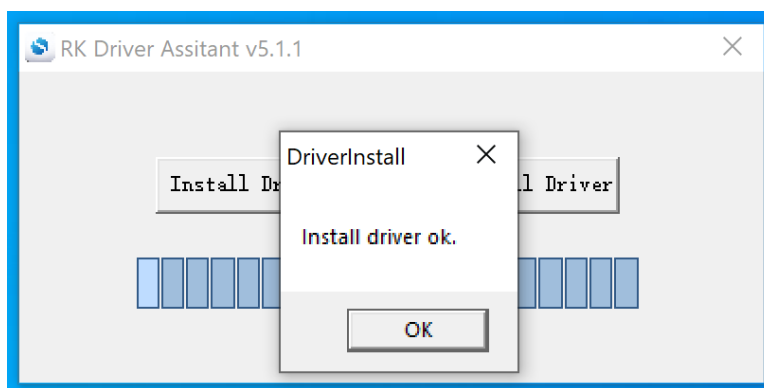 RK Driver Assitant v5.1.1
DriverInstall
Install Dr
ll Driver
Install driver ok.
OK